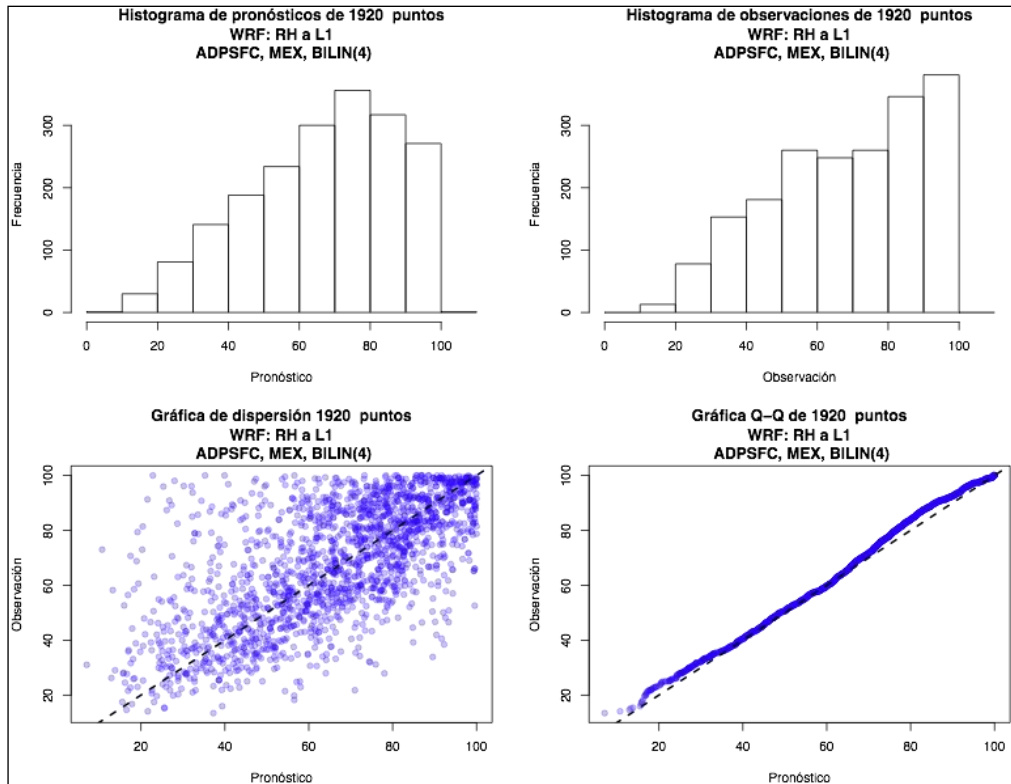 Histograma de pronósticos de 1920 puntos
WRF: RH a L1
ADPSFC, MEX, BILIN(4)
Frecuencia
300
200
100
0
0 20 40 60 80 100
Pronóstico
Histograma de observaciones de 1920 puntos
WRF: RH a L1
ADPSFC, MEX, BILIN(4)
Frecuencia
300
200
100
0
0 20 40 60 80 100
Observación
Gráfica de dispersión 1920 puntos
WRF: RH a L1
ADPSFC, MEX, BILIN(4)
Observación
100
80
60
40
20
20 40 60 80 100
Pronóstico
Gráfica Q–Q de 1920 puntos
WRF: RH a L1
ADPSFC, MEX, BILIN(4)
Observación
100
80
60
40
20
20 40 60 80 100
Pronóstico